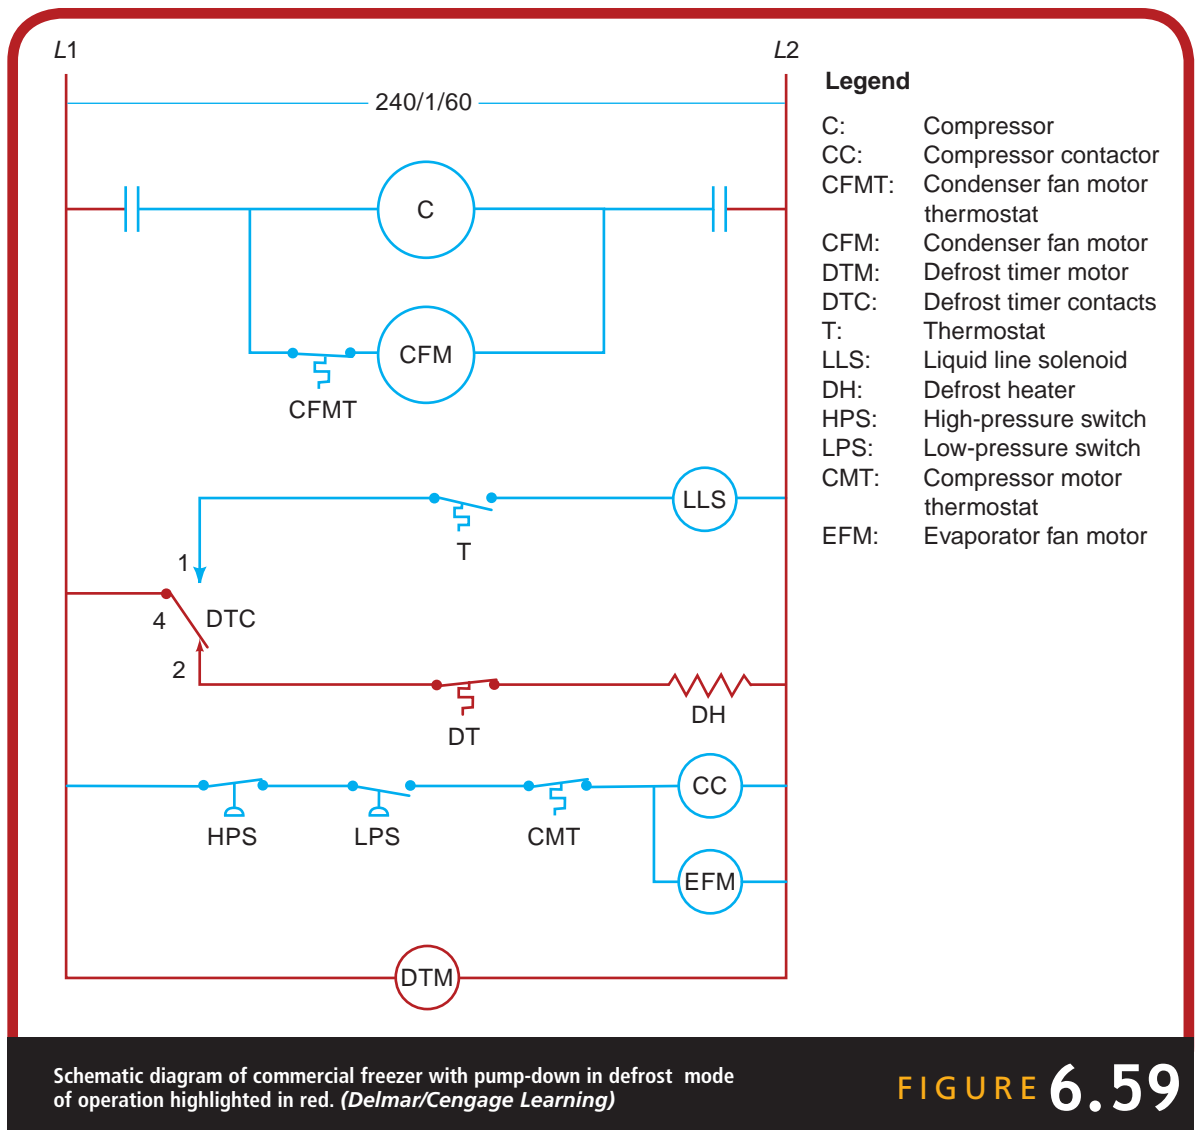 L1
L2
240/1/60
C
CFM
CFMT
LLS
T
1
4
DTC
2
DT
DH
HPS
LPS
CMT
CC
EFM
DTM
Legend
C: Compressor
CC: Compressor contactor
CFMT: Condenser fan motor
thermostat
CFM: Condenser fan motor
DTM: Defrost timer motor
DTC: Defrost timer contacts
T: Thermostat
LLS: Liquid line solenoid
DH: Defrost heater
HPS: High-pressure switch
LPS: Low-pressure switch
CMT: Compressor motor
thermostat
EFM: Evaporator fan motor
Schematic diagram of commercial freezer with pump-down in defrost mode
of operation highlighted in red. (Delmar/Cengage Learning)
FIGURE 6.59